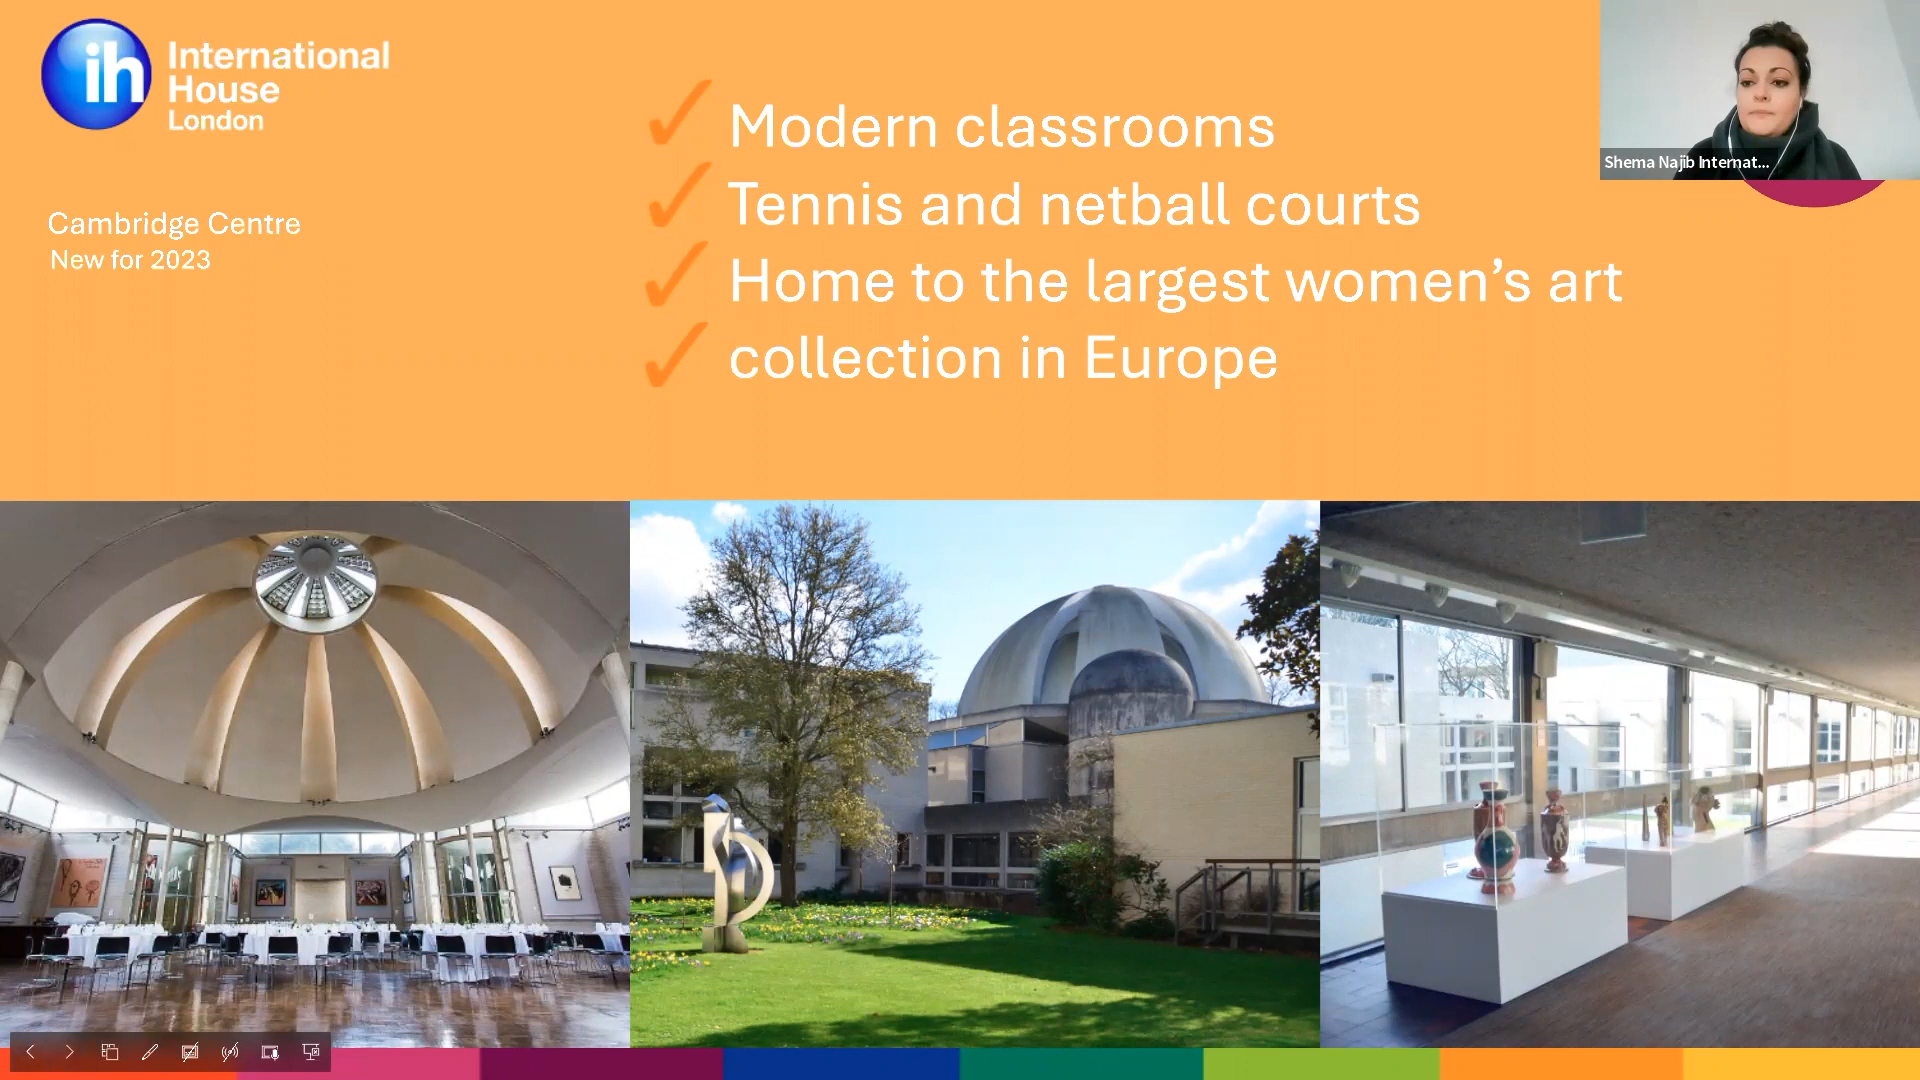 ih
International
House
London
Cambridge Centre
New for 2023
Modern classrooms
Tennis and netball courts
Home to the largest women’s art
collection in Europe
Shema Najib Internat...